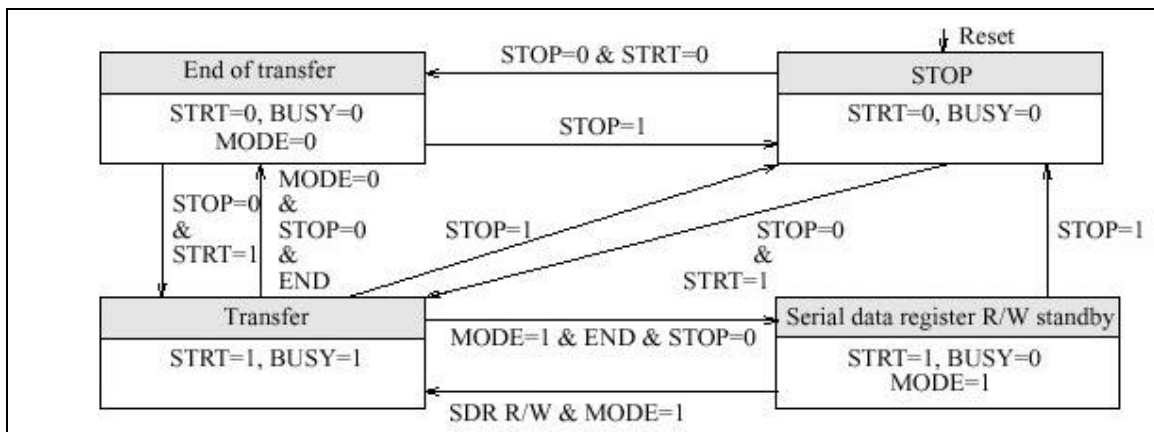 Reset
STOP=0 & STRT=0
End of transfer
STRT=0, BUSY=0
MODE=0
STOP
STRT=0, BUSY=0
STOP=1
STOP=0
&
STRT=1
MODE=0
&
STOP=0
&
END
STOP=1
STOP=0
&
STRT=1
STOP=1
Transfer
STRT=1, BUSY=1
MODE=1 & END & STOP=0
Serial data register R/W standby
STRT=1, BUSY=0
MODE=1
SDR R/W & MODE=1